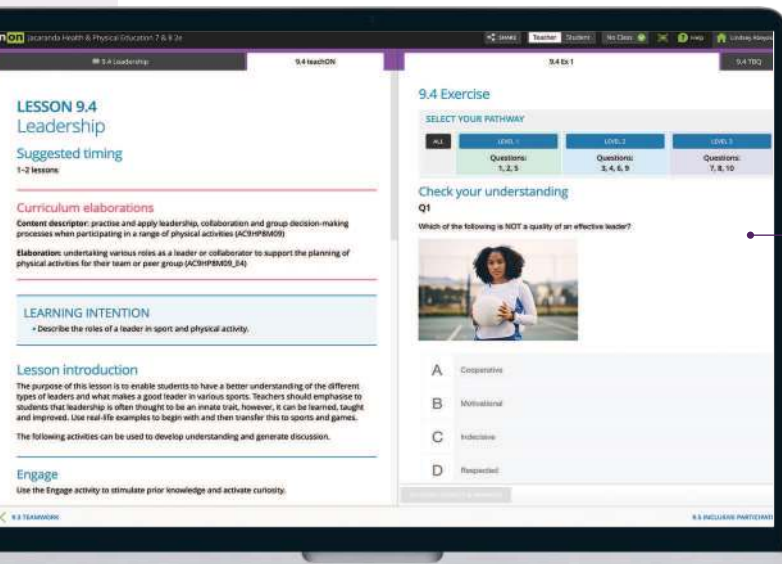 on Jacaranda Health & Physical Education 7 & 8 2e
SHARE Teacher Student No Class Help
9.4 Leadership 9.4 teachON 9.4 Ex 1 9.4 TBQ
LESSON 9.4
Leadership
Suggested timing
1–2 lessons
Curriculum elaborations
Content descriptor: practise and apply leadership, collaboration and group decision-making
processes when participating in a range of physical activities (AC9HP8M09)
Elaboration: undertaking various roles as a leader or collaborator to support the planning of
physical activities for their team or peer group (AC9HP8M09_E4)
LEARNING INTENTION
• Describe the roles of a leader in sport and physical activity.
Lesson introduction
The purpose of this lesson is to enable students to have a better understanding of the different
types of leaders and what makes a good leader in various sports. Teachers should emphasise to
students that leadership is often thought to be an innate trait, however, it can be learned, taught
and improved. Use real-life examples to begin with and then transfer this to sports and games.
The following activities can be used to develop understanding and generate discussion.
Engage
Use the Engage activity to stimulate prior knowledge and activate curiosity.
9.3 TEAMWORK
9.4 Exercise
SELECT YOUR PATHWAY
ALL LEVEL 1 LEVEL 2 LEVEL 3
Questions: Questions: Questions:
1, 2, 5 3, 4, 6, 9 7, 8, 10
Check your understanding
Q1
Which of the following is NOT a quality of an effective leader?
A Cooperative
B Motivational
C Indecisive
D Respected
9.5 INCLUSIVE PARTICIPATI